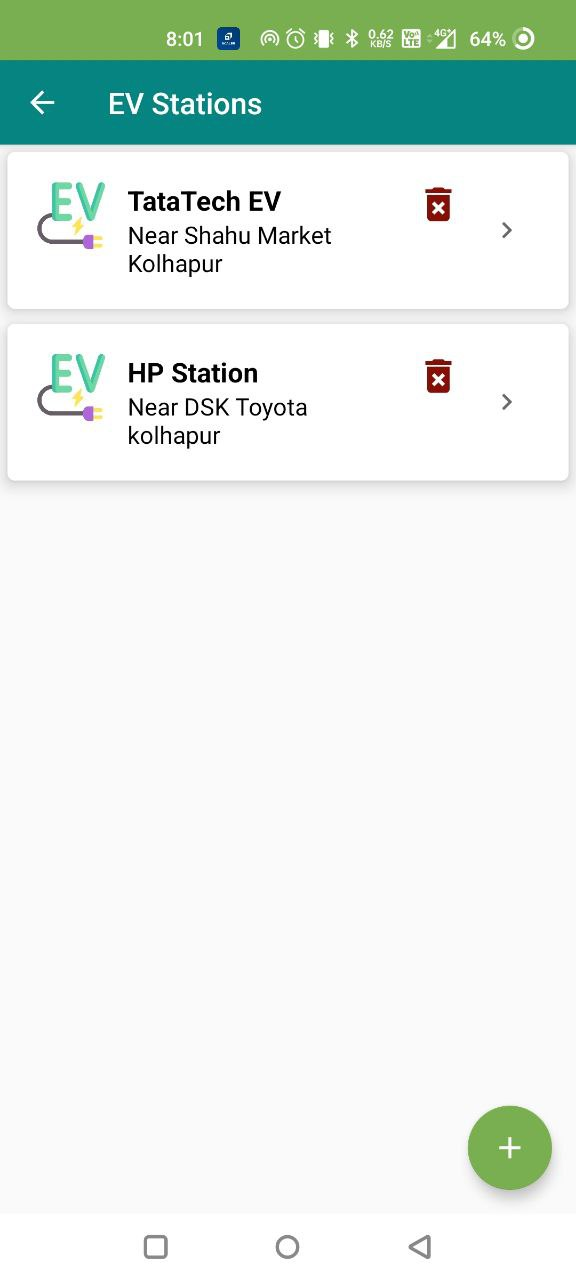 8:01 0.62 KB/S Vo LTE 4G+ 64%
EV Stations
EV TataTech EV
Near Shahu Market
Kolhapur
EV HP Station
Near DSK Toyota
kolhapur
+